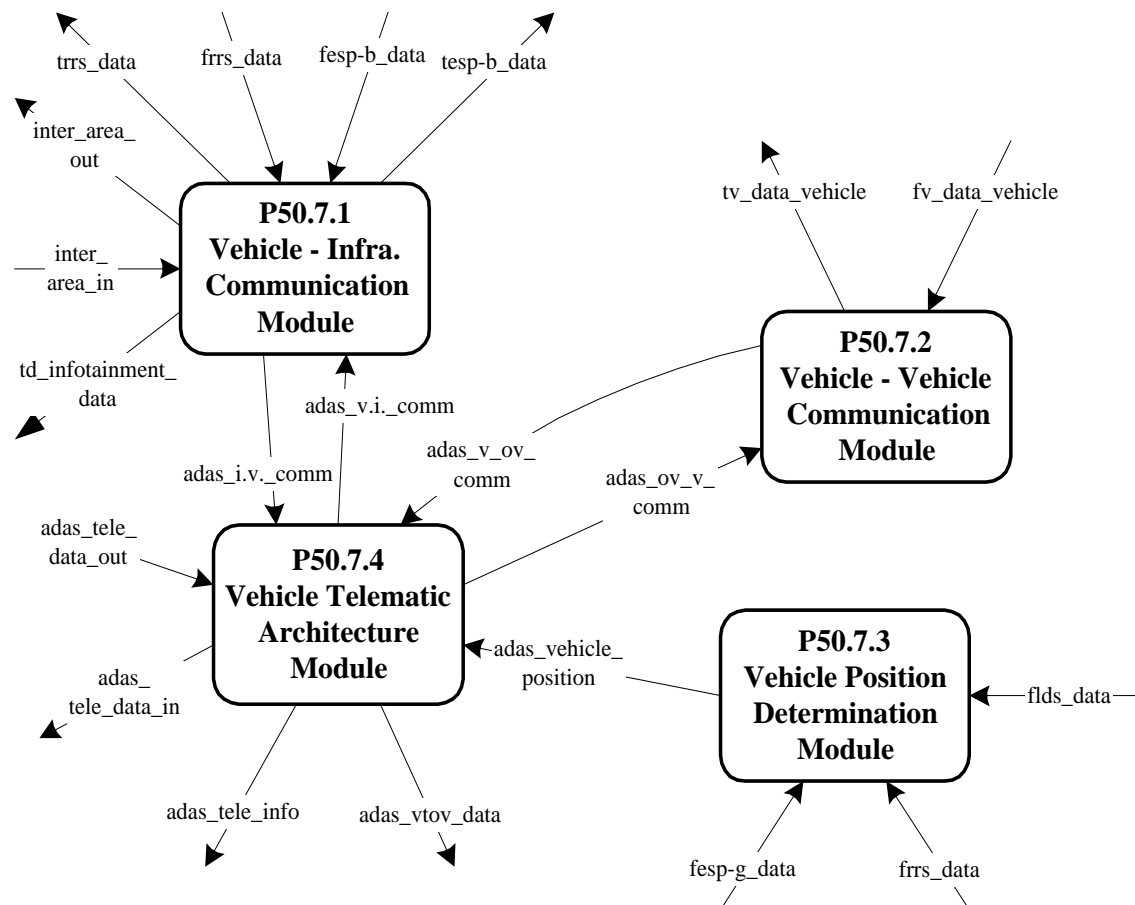 trrs_data
frrs_data
fesp-b_data
tesp-b_data
inter_area_
out
inter_
area_in
td_infotainment_
data
P50.7.1
Vehicle - Infra.
Communication
Module
tv_data_vehicle
fv_data_vehicle
P50.7.2
Vehicle - Vehicle
Communication
Module
adas_v.i._comm
adas_i.v._comm
adas_v_ov_
comm
adas_ov_v_
comm
adas_tele_
data_out
P50.7.4
Vehicle Telematic
Architecture
Module
adas_
tele_data_in
adas_vehicle_
position
P50.7.3
Vehicle Position
Determination
Module
flds_data
adas_tele_info
adas_vtov_data
fesp-g_data
frrs_data